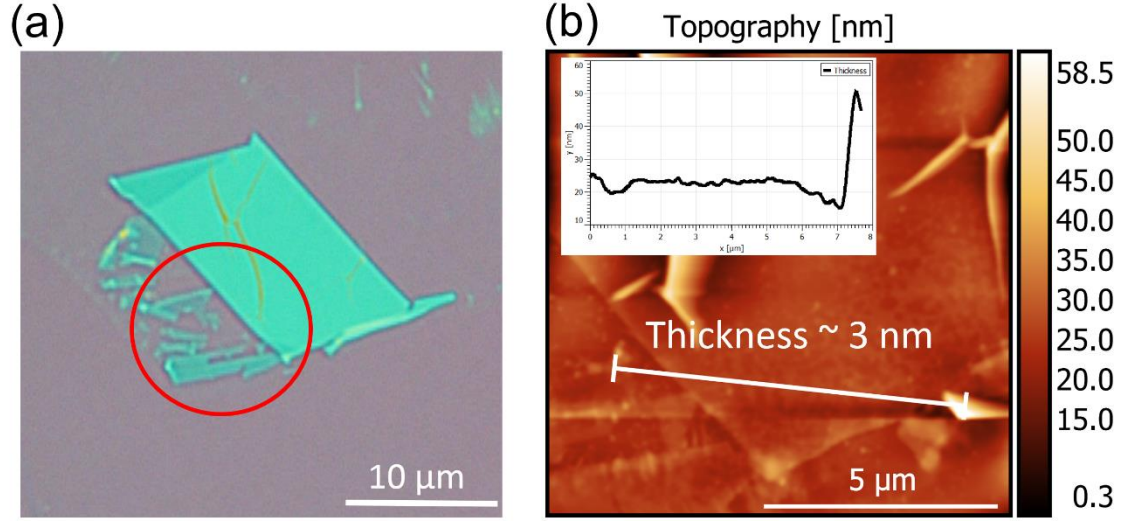 (a)
10 μm
(b)
Topography [nm]
Thickness
60
50
40
30
20
10
y [nm]
0 1 2 3 4 5 6 7 8
x [μm]
Thickness ~ 3 nm
5 μm
58.5
50.0
45.0
40.0
35.0
30.0
25.0
20.0
15.0
0.3